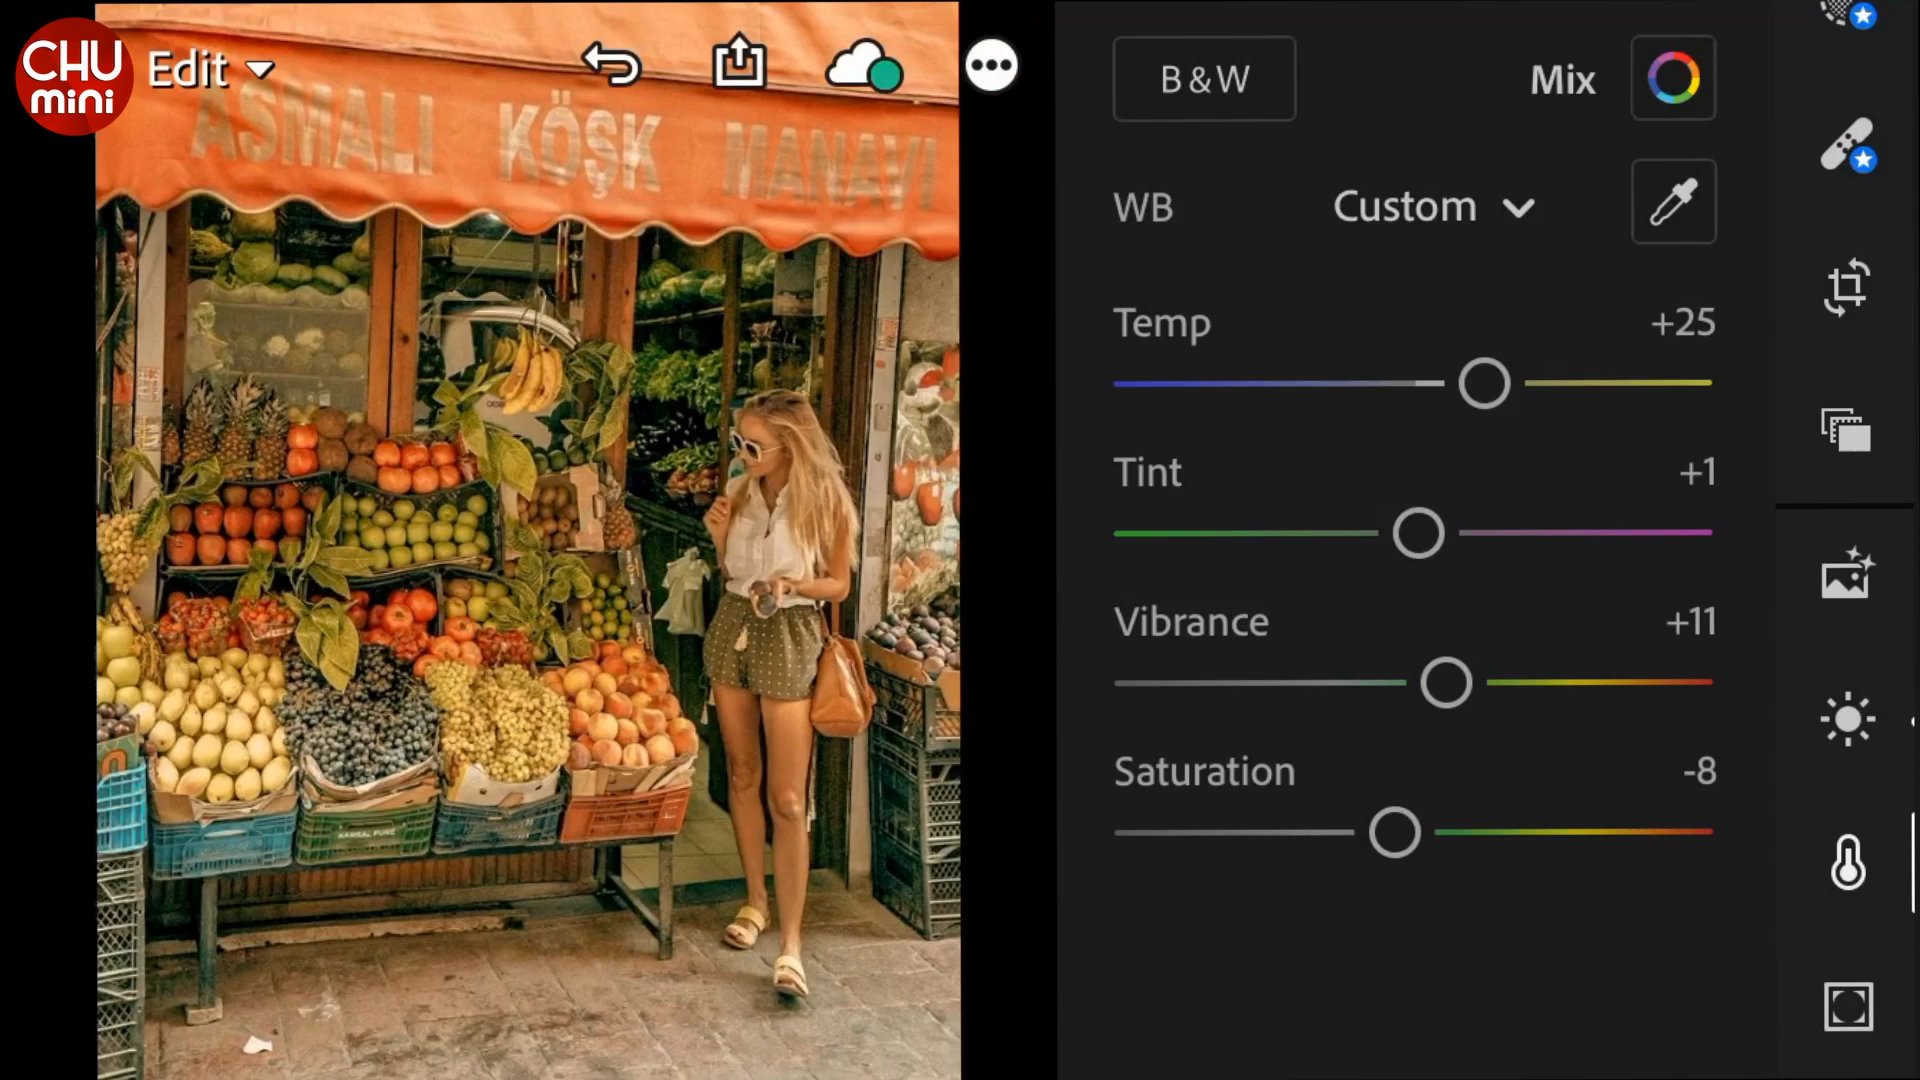 CHU
mini
Edit
ASMALI KÖŞK MANAVI
B & W
Mix
WB
Custom
Temp
+25
Tint
+1
Vibrance
+11
Saturation
-8